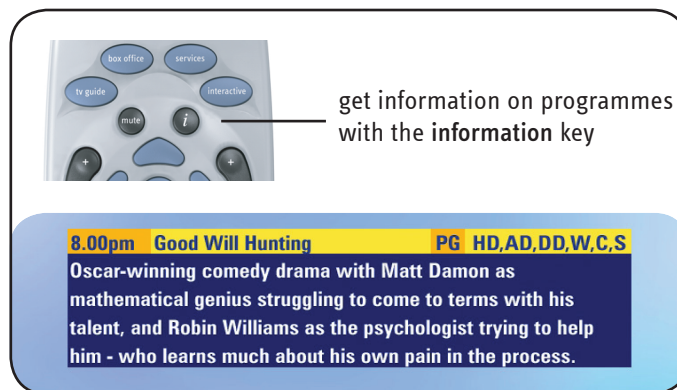 box office services
tv guide interactive
mute i
+ +
get information on programmes
with the information key
8.00pm Good Will Hunting PG HD,AD,DD,W,C,S
Oscar-winning comedy drama with Matt Damon as
mathematical genius struggling to come to terms with his
talent, and Robin Williams as the psychologist trying to help
him - who learns much about his own pain in the process.